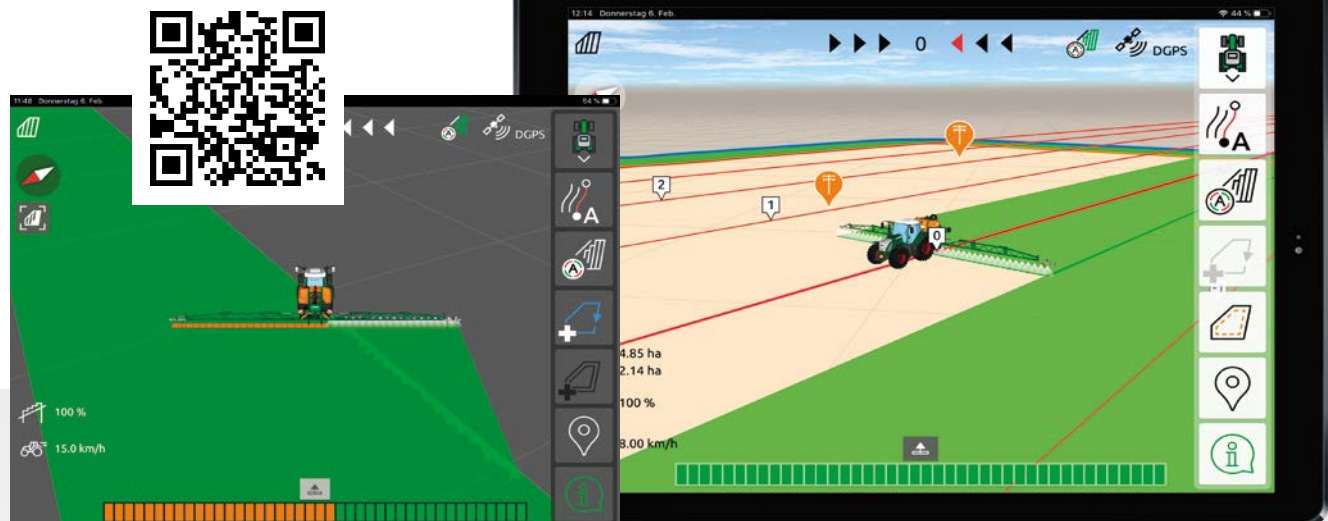 11:48 Donnerstag 6. Feb.
64 %
DGPS
A
A
100 %
15.0 km/h
12:14 Donnerstag 6. Feb.
44 %
0
A
DGPS
A
A
2
1
0
4.85 ha
2.14 ha
100 %
8.00 km/h